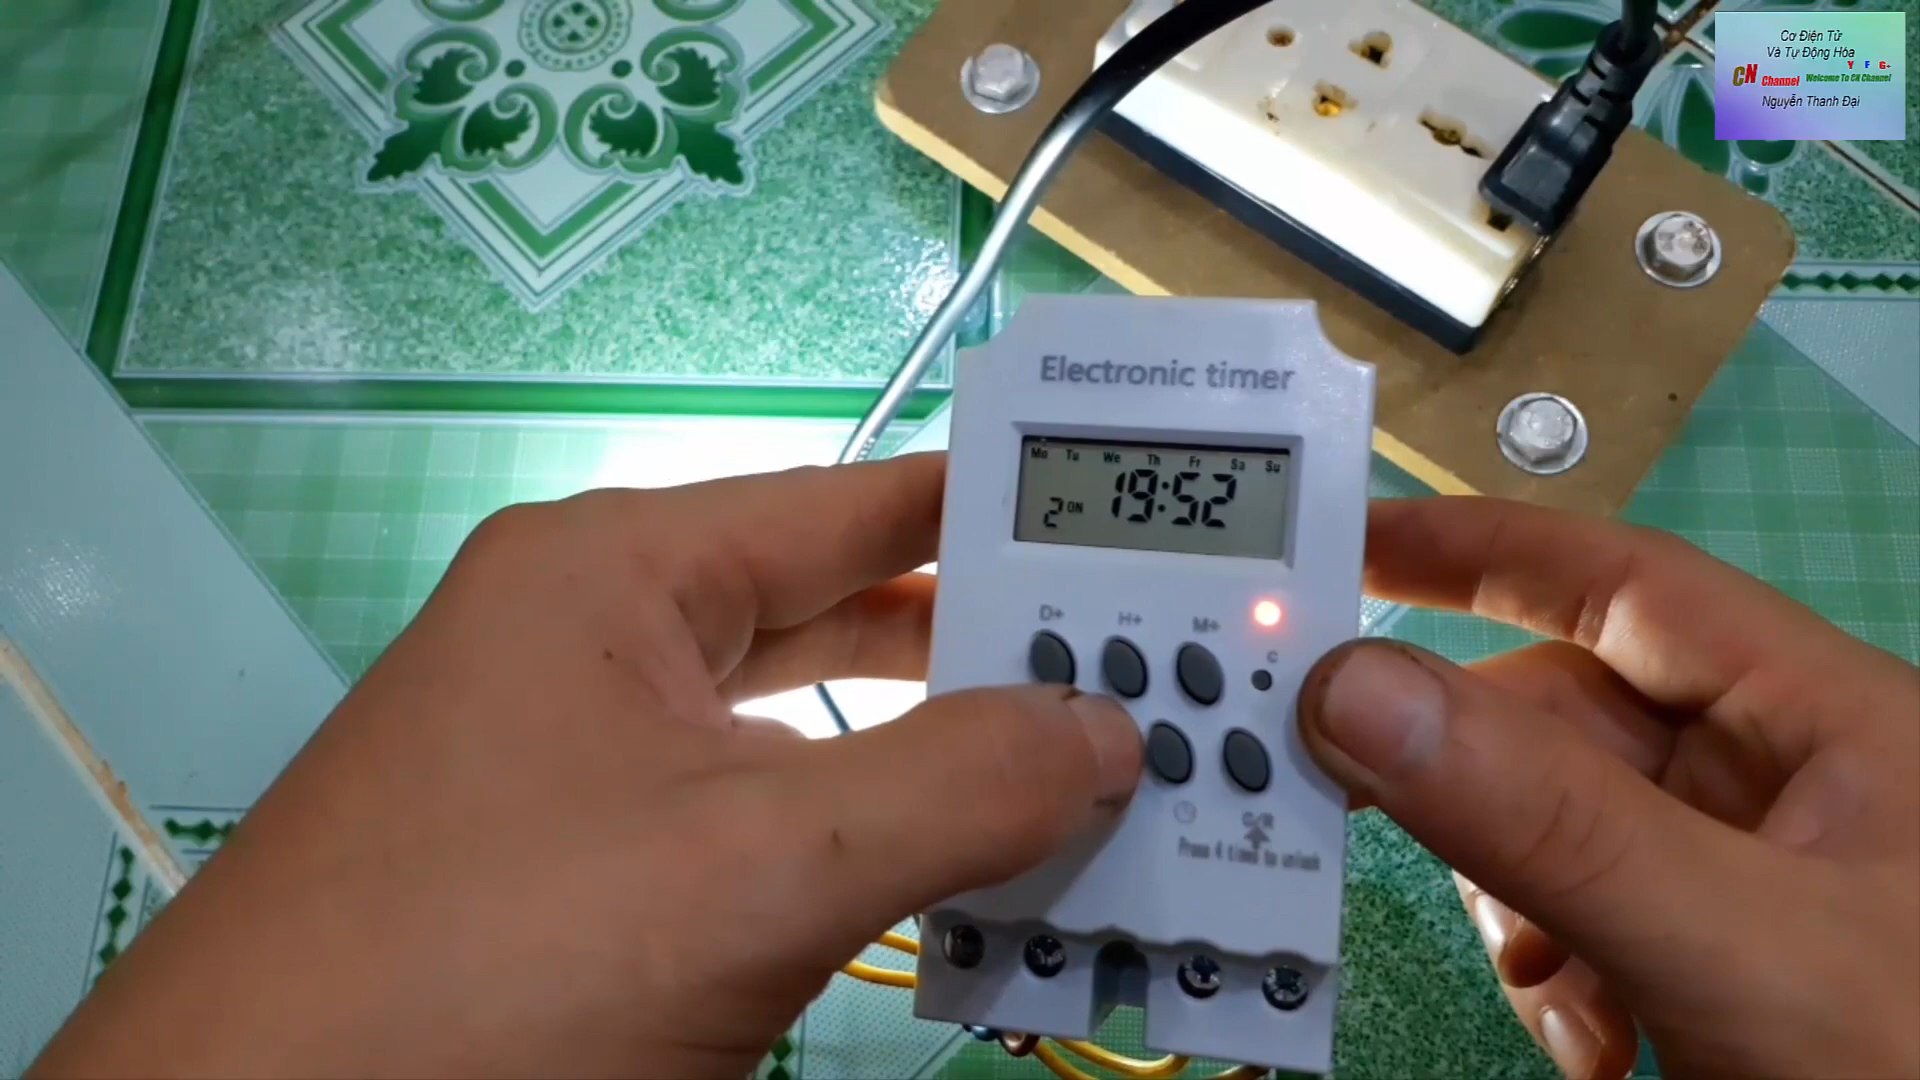 Cơ Điện Tử
Và Tự Động Hóa
Y F G+
CN Channel Welcome To CN Channel
Nguyễn Thanh Đại
Electronic timer
Mo Tu We Th Fr Sa Su
2 ON 19:52
D+ H+ M+
C
C/R
Press 4 times to unlock